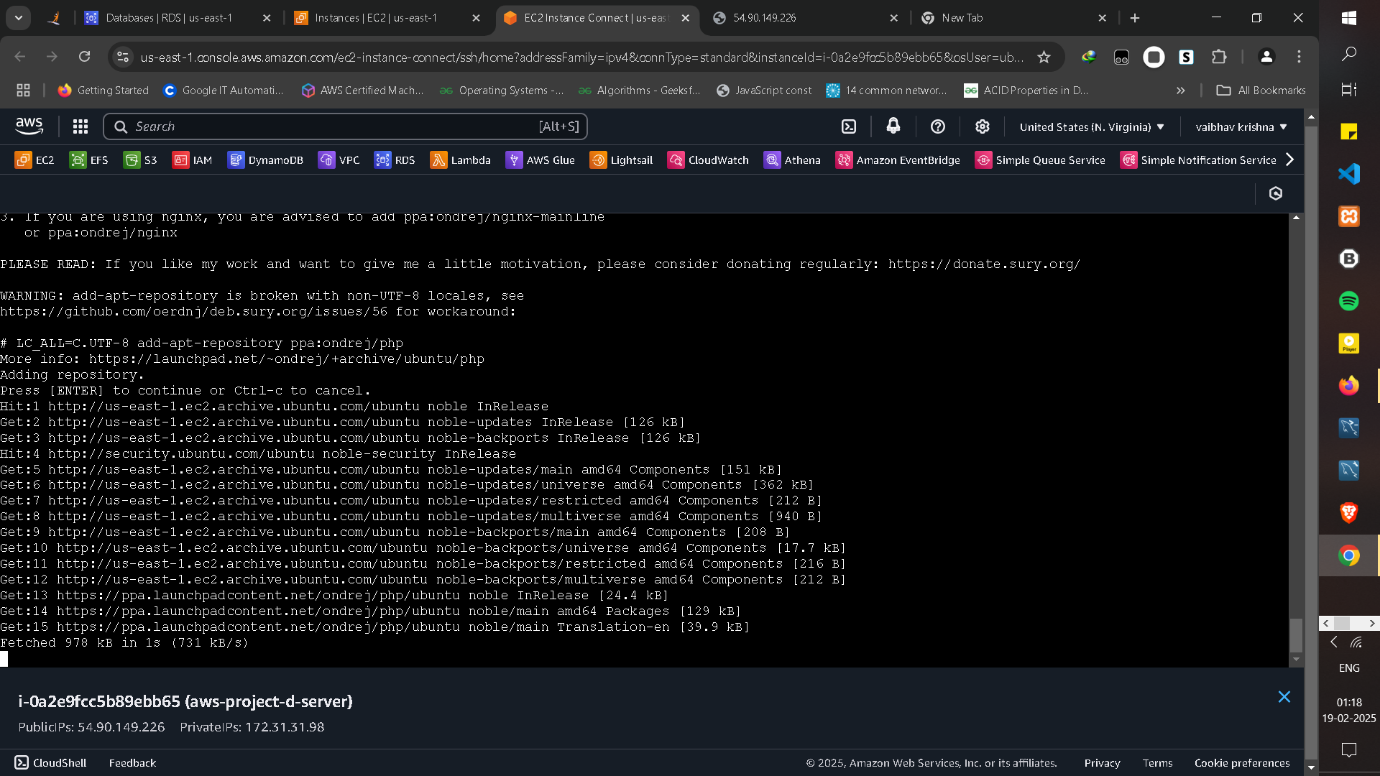 Databases | RDS | us-east-1
Instances | EC2 | us-east-1
EC2 Instance Connect | us-eas
54.90.149.226
New Tab
us-east-1.console.aws.amazon.com/ec2-instance-connect/ssh/home?addressFamily=ipv4&connType=standard&instanceId=i-0a2e9fcc5b89ebb65&osUser=ub...
Getting Started
Google IT Automati...
AWS Certified Mach...
Operating Systems -...
Algorithms - Geeksf...
JavaScript const
14 common networ...
ACID Properties in D...
All Bookmarks
aws
Search
[Alt+S]
United States (N. Virginia)
vaibhav krishna
EC2
EFS
S3
IAM
DynamoDB
VPC
RDS
Lambda
AWS Glue
Lightsail
CloudWatch
Athena
Amazon EventBridge
Simple Queue Service
Simple Notification Service
3. If you are using nginx, you are advised to add ppa:ondrej/nginx-mainline
or ppa:ondrej/nginx
PLEASE READ: If you like my work and want to give me a little motivation, please consider donating regularly: https://donate.sury.org/
WARNING: add-apt-repository is broken with non-UTF-8 locales, see
https://github.com/oerdnj/deb.sury.org/issues/56 for workaround:
# LC_ALL=C.UTF-8 add-apt-repository ppa:ondrej/php
More info: https://launchpad.net/~ondrej/+archive/ubuntu/php
Adding repository.
Press [ENTER] to continue or Ctrl-c to cancel.
Hit:1 http://us-east-1.ec2.archive.ubuntu.com/ubuntu noble InRelease
Get:2 http://us-east-1.ec2.archive.ubuntu.com/ubuntu noble-updates InRelease [126 kB]
Get:3 http://us-east-1.ec2.archive.ubuntu.com/ubuntu noble-backports InRelease [126 kB]
Hit:4 http://security.ubuntu.com/ubuntu noble-security InRelease
Get:5 http://us-east-1.ec2.archive.ubuntu.com/ubuntu noble-updates/main amd64 Components [151 kB]
Get:6 http://us-east-1.ec2.archive.ubuntu.com/ubuntu noble-updates/universe amd64 Components [362 kB]
Get:7 http://us-east-1.ec2.archive.ubuntu.com/ubuntu noble-updates/restricted amd64 Components [212 B]
Get:8 http://us-east-1.ec2.archive.ubuntu.com/ubuntu noble-updates/multiverse amd64 Components [940 B]
Get:9 http://us-east-1.ec2.archive.ubuntu.com/ubuntu noble-backports/main amd64 Components [208 B]
Get:10 http://us-east-1.ec2.archive.ubuntu.com/ubuntu noble-backports/universe amd64 Components [17.7 kB]
Get:11 http://us-east-1.ec2.archive.ubuntu.com/ubuntu noble-backports/restricted amd64 Components [216 B]
Get:12 http://us-east-1.ec2.archive.ubuntu.com/ubuntu noble-backports/multiverse amd64 Components [212 B]
Get:13 https://ppa.launchpadcontent.net/ondrej/php/ubuntu noble InRelease [24.4 kB]
Get:14 https://ppa.launchpadcontent.net/ondrej/php/ubuntu noble/main amd64 Packages [129 kB]
Get:15 https://ppa.launchpadcontent.net/ondrej/php/ubuntu noble/main Translation-en [39.9 kB]
Fetched 978 kB in 1s (731 kB/s)
i-0a2e9fcc5b89ebb65 (aws-project-d-server)
PublicIPs: 54.90.149.226 PrivateIPs: 172.31.31.98
CloudShell
Feedback
© 2025, Amazon Web Services, Inc. or its affiliates.
Privacy
Terms
Cookie preferences
ENG
01:18
19-02-2025